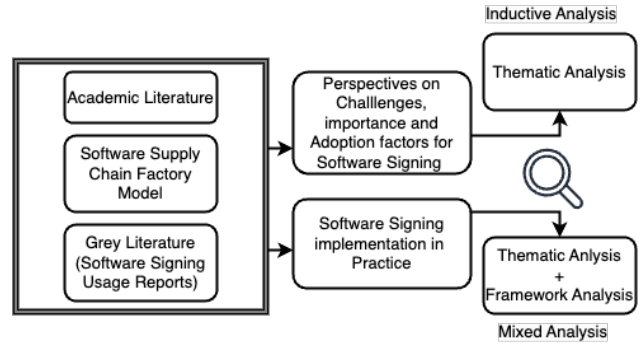 Inductive Analysis
Academic Literature
Software Supply
Chain Factory
Model
Grey Literature
(Software Signing
Usage Reports)
Perspectives on
Challlenges,
importance and
Adoption factors for
Software Signing
Software Signing
implementation in
Practice
Thematic Analysis
Thematic Anlysis
+
Framework Analysis
Mixed Analysis